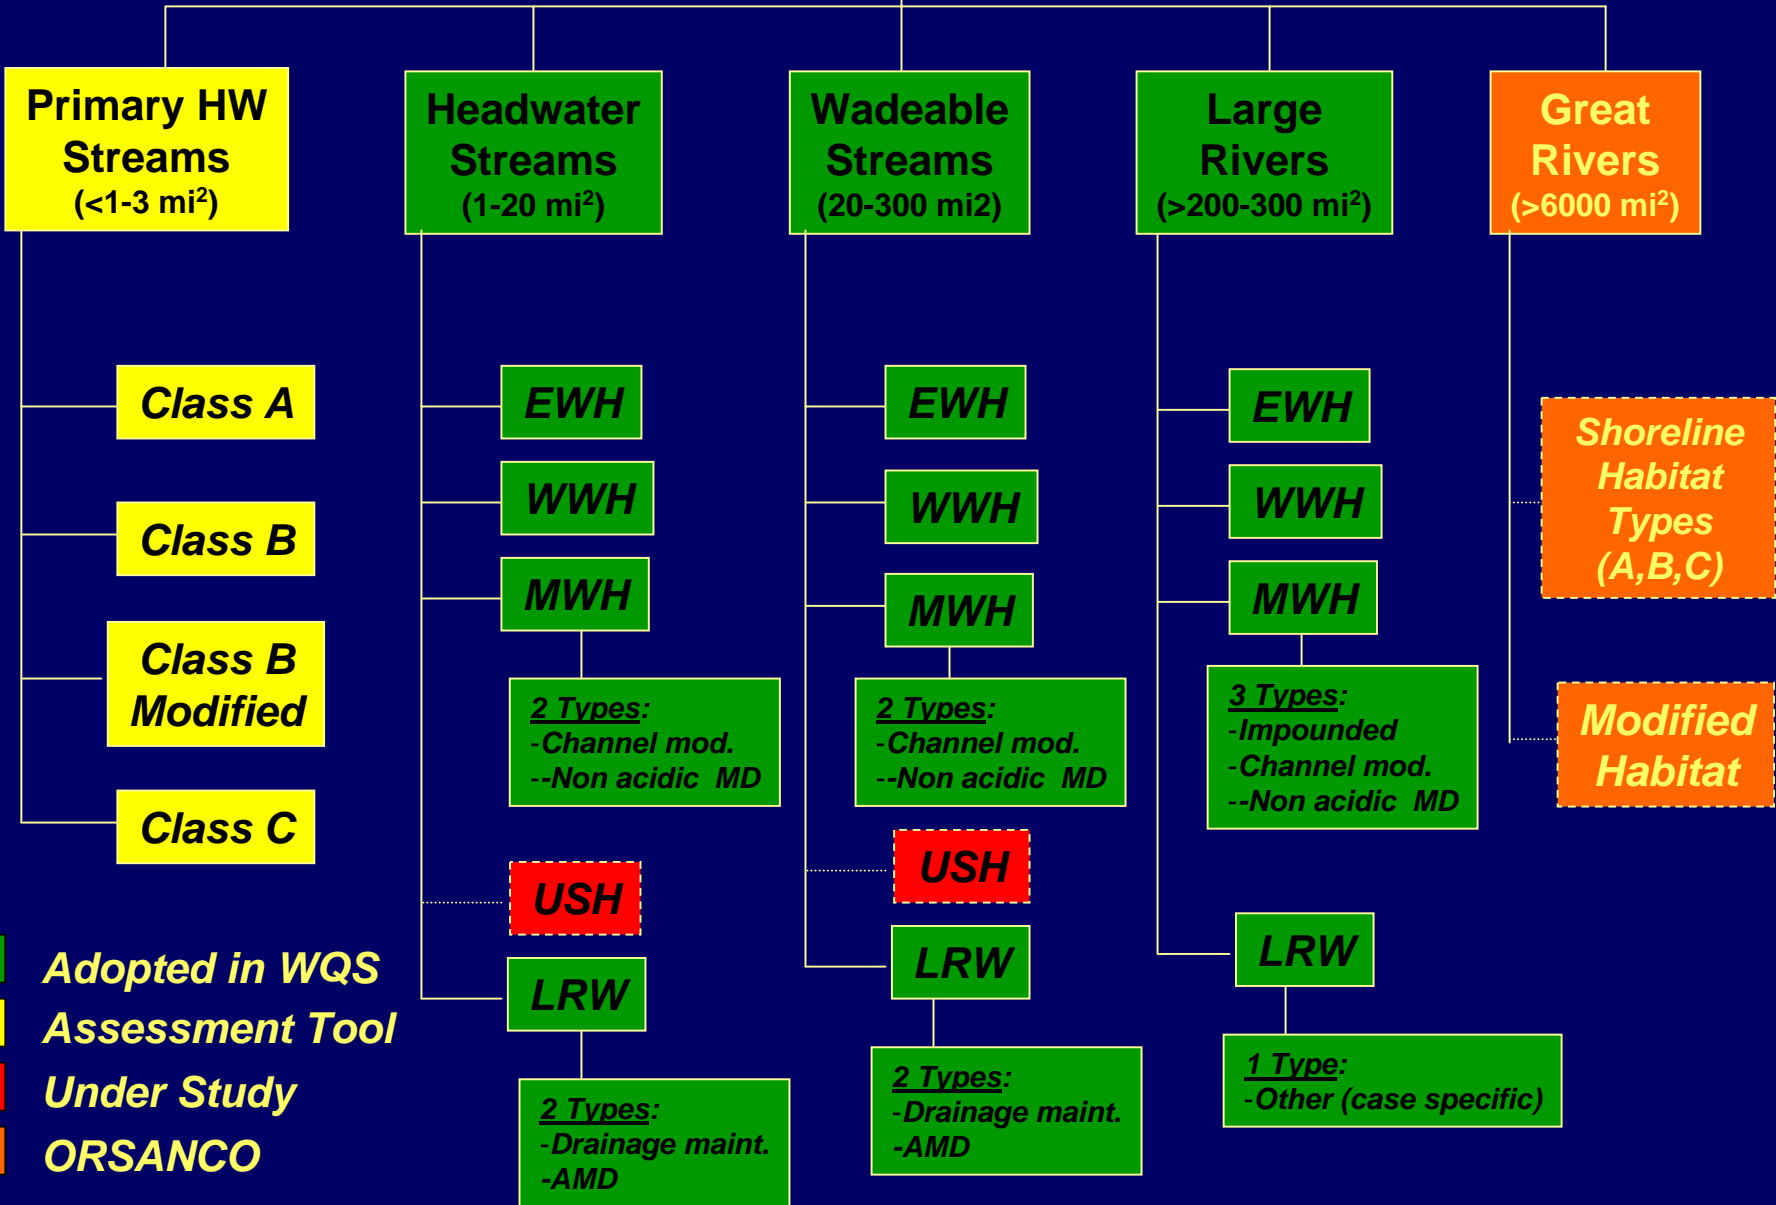 Primary HW
Streams
(<1-3 mi²)
Headwater
Streams
(1-20 mi²)
Wadeable
Streams
(20-300 mi2)
Large
Rivers
(>200-300 mi²)
Great
Rivers
(>6000 mi²)
Class A
Class B
Class B
Modified
Class C
EWH
WWH
MWH
2 Types:
-Channel mod.
--Non acidic MD
USH
LRW
2 Types:
-Drainage maint.
-AMD
EWH
WWH
MWH
2 Types:
-Channel mod.
--Non acidic MD
USH
LRW
2 Types:
-Drainage maint.
-AMD
EWH
WWH
MWH
3 Types:
-Impounded
-Channel mod.
--Non acidic MD
LRW
1 Type:
-Other (case specific)
Shoreline
Habitat
Types
(A,B,C)
Modified
Habitat
Adopted in WQS
Assessment Tool
Under Study
ORSANCO